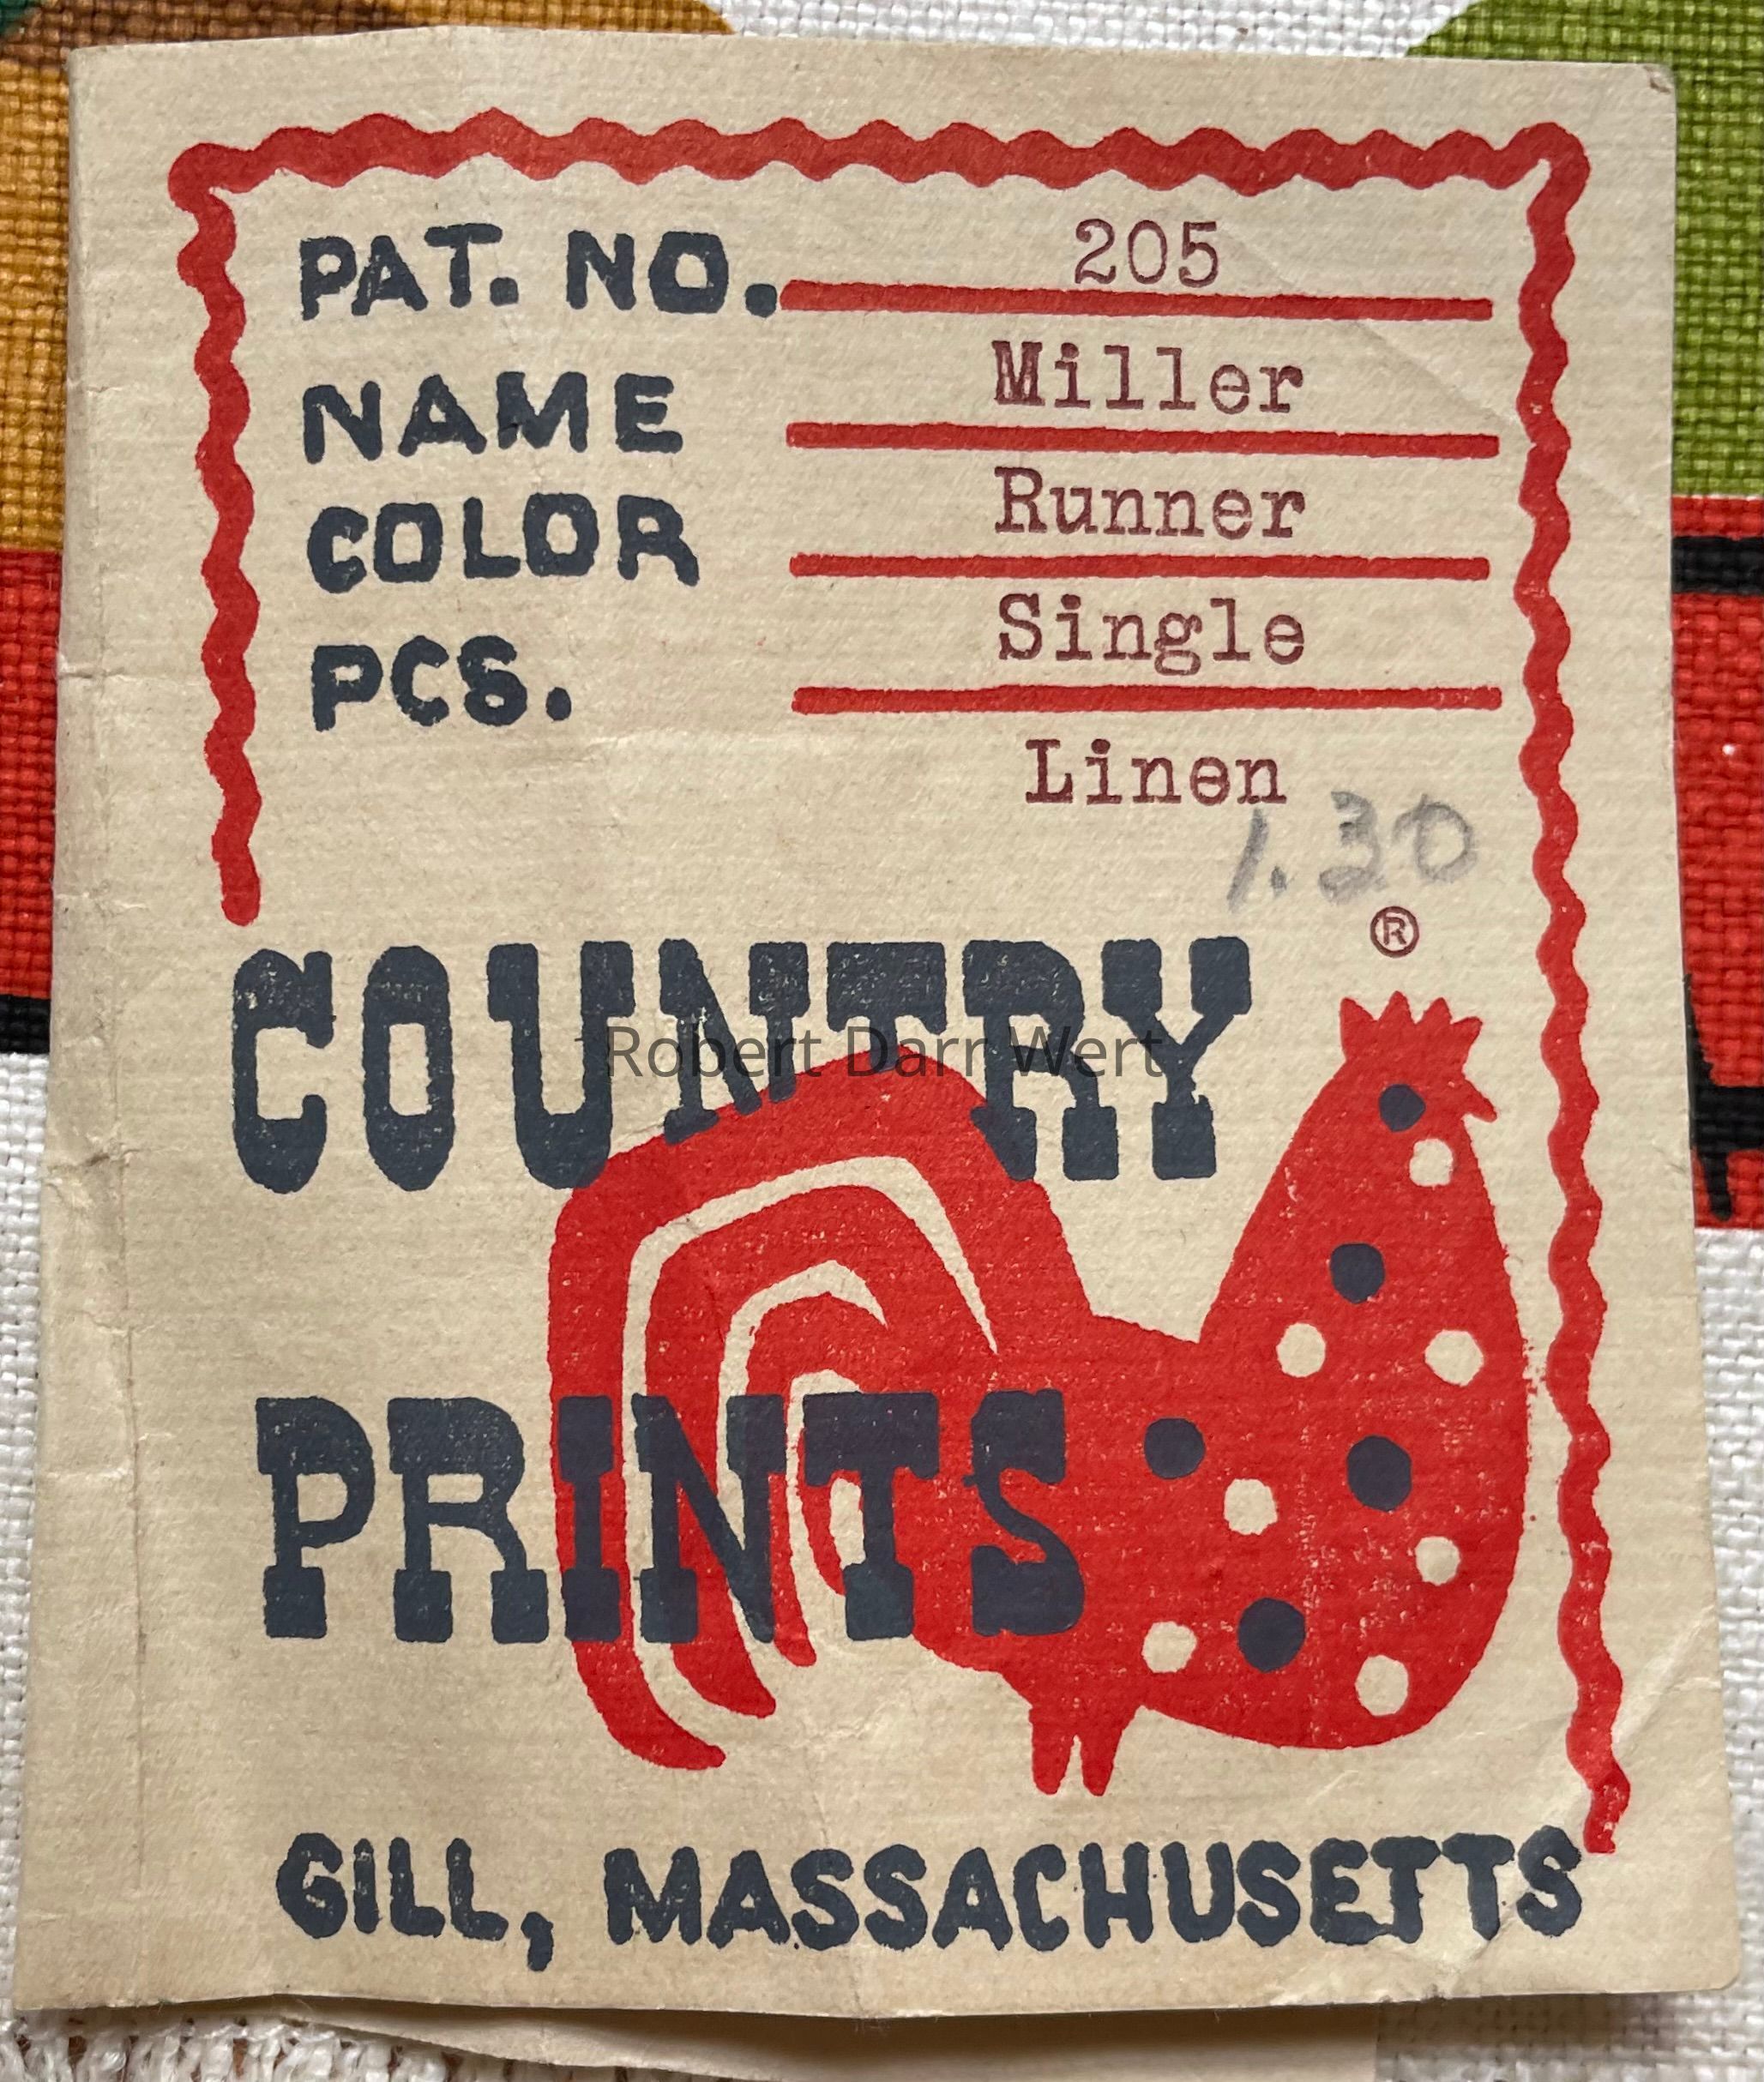 PAT. NO. 205
NAME Miller
COLOR Runner
PCS. Single
Linen
1.30
®
COUNTRY
Robert Darr Wert
PRINTS
GILL, MASSACHUSETTS